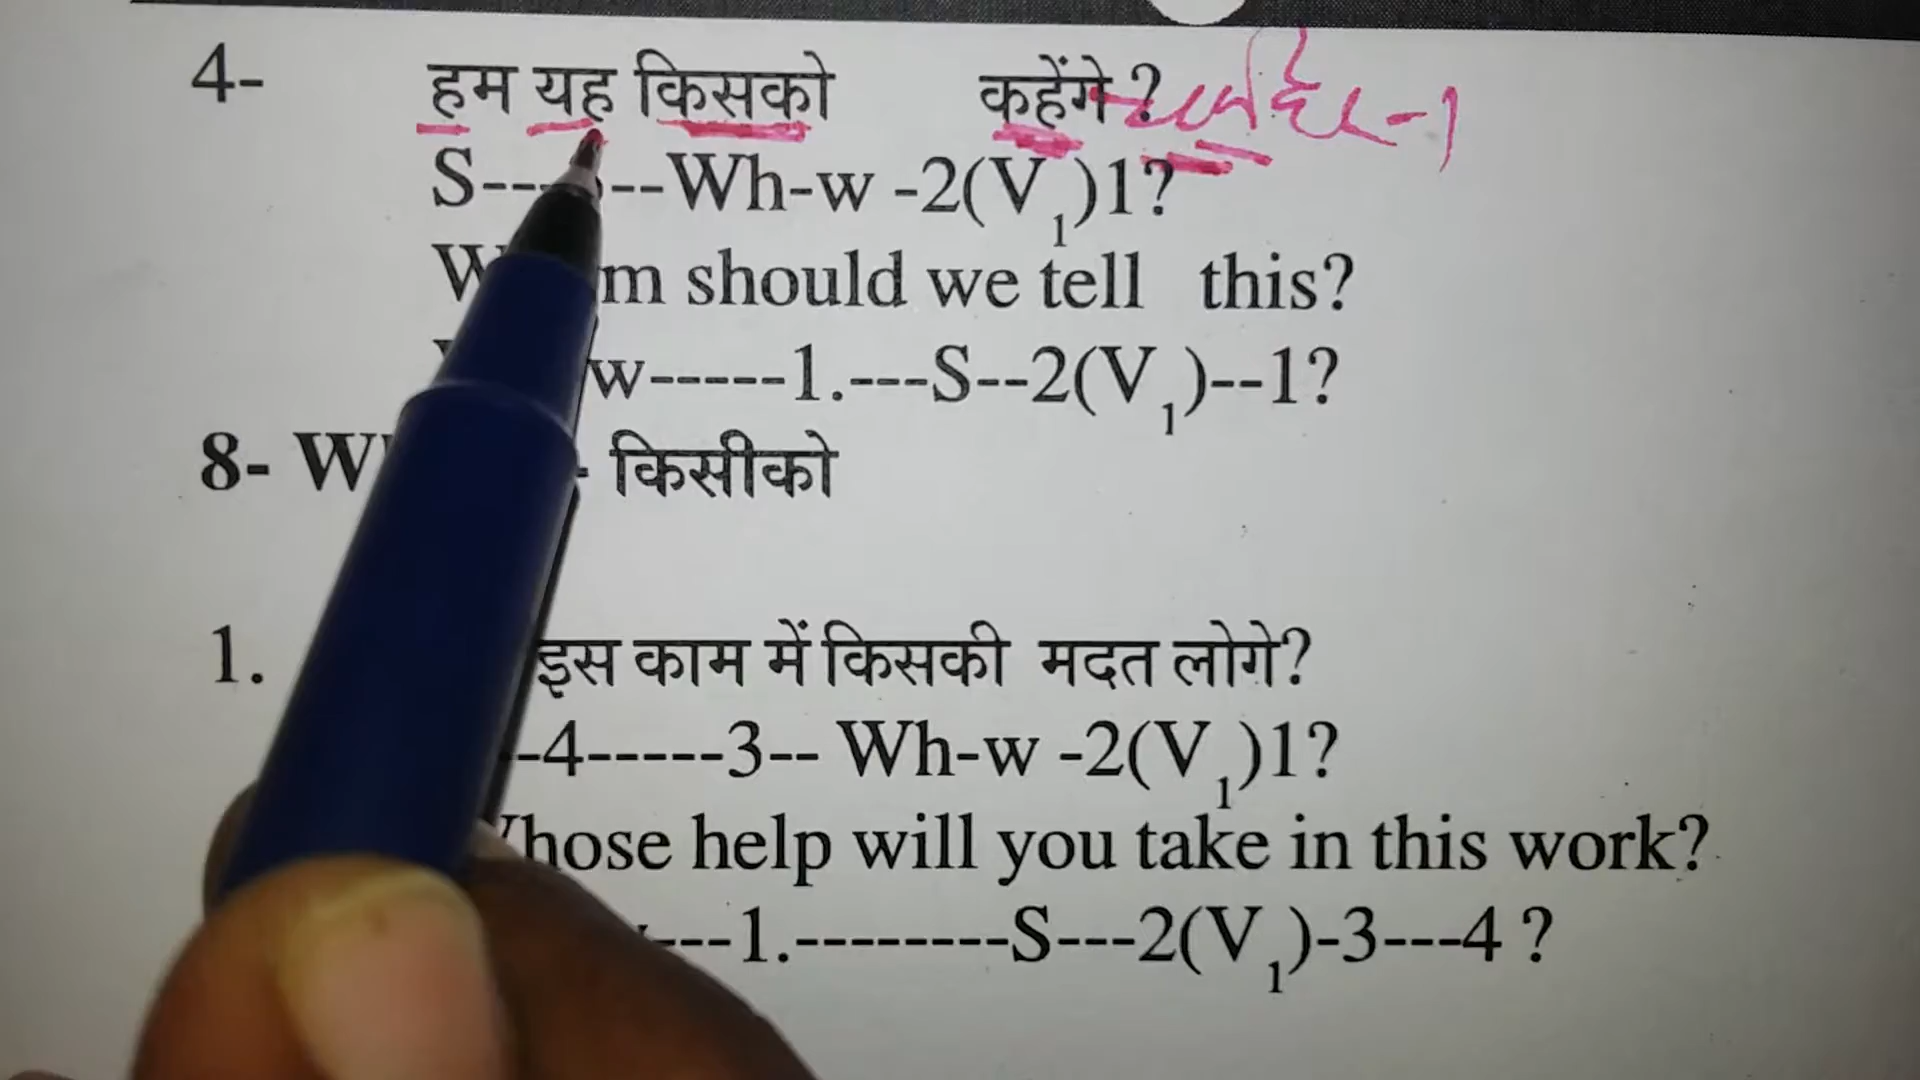 4- हम यह किसको कहेंगे ?
S------Wh-w -2(V1)1?
should we tell this?
w-----1.---S--2(V1)--1?
8- किसीको
1. इस काम में किसकी मदत लोगे?
-4-----3-- Wh-w -2(V1)1?
Whose help will you take in this work?
---1.--------S---2(V1)-3---4 ?